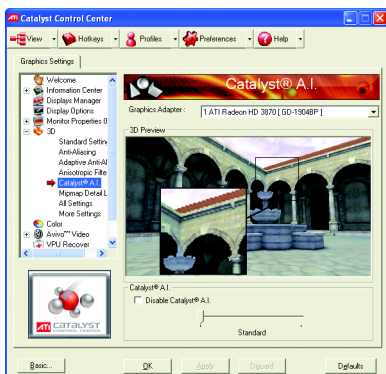 ATI Catalyst Control Center
View Hotkeys Profiles Preferences Help
Graphics Settings
Welcome
Information Center
Displays Manager
Display Options
Monitor Properties 0
3D
Standard Settin
Anti-Aliasing
Adaptive Anti-Al
Anisotropic Filte
Catalyst® A.I.
Mipmap Detail L
All Settings
More Settings
Color
Avivo™ Video
VPU Recover
Catalyst® A.I.
Graphics Adapter :
1.ATI Radeon HD 3870 [ GD-1904BP ]
3D Preview
Catalyst® A.I.
Disable Catalyst® A.I.
Standard
ATI CATALYST
CONTROL CENTER
Basic...
OK
Apply
Discard
Defaults